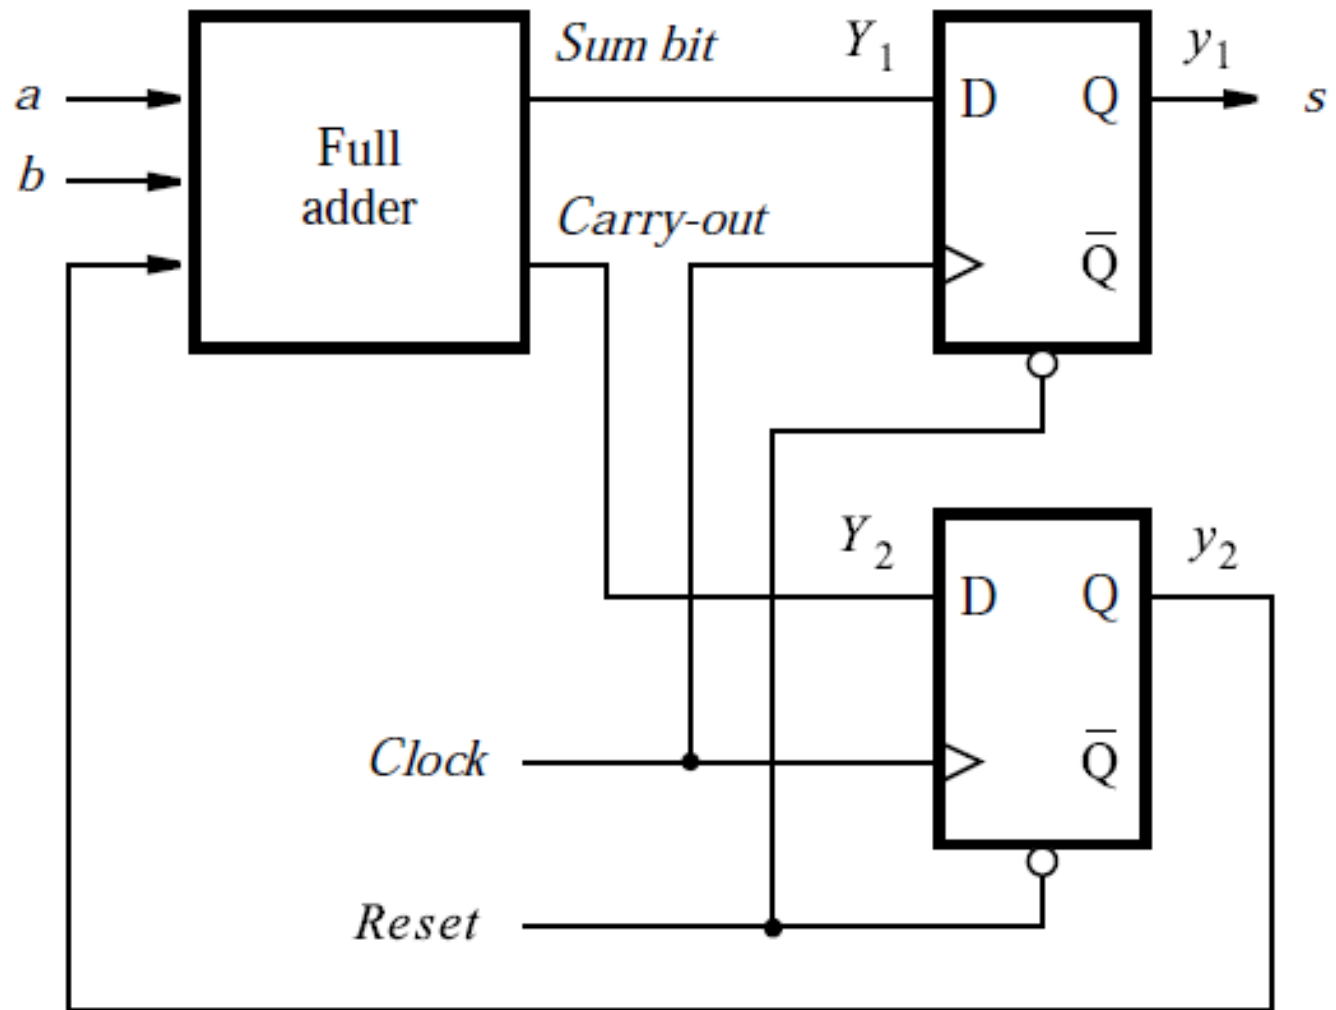 Sum bit
Y₁
y₁
a
D
Q
s
Full
adder
b
Carry-out
Q̅
Y₂
y₂
D
Q
Clock
Q̅
Reset